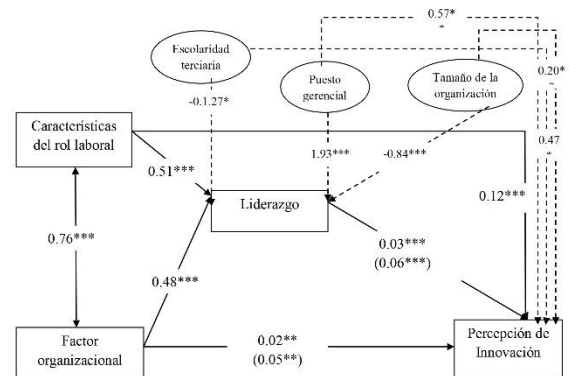 0.57*
*
Escolaridad
terciaria
Puesto
gerencial
Tamaño de la
organización
0.20*
*
-0.1.27*
Características
del rol laboral
1.93***
-0.84***
0.47
*
0.51***
Liderazgo
0.12***
0.76***
0.03***
(0.06***)
0.48***
Factor
organizacional
0.02**
(0.05**)
Percepción de
Innovación